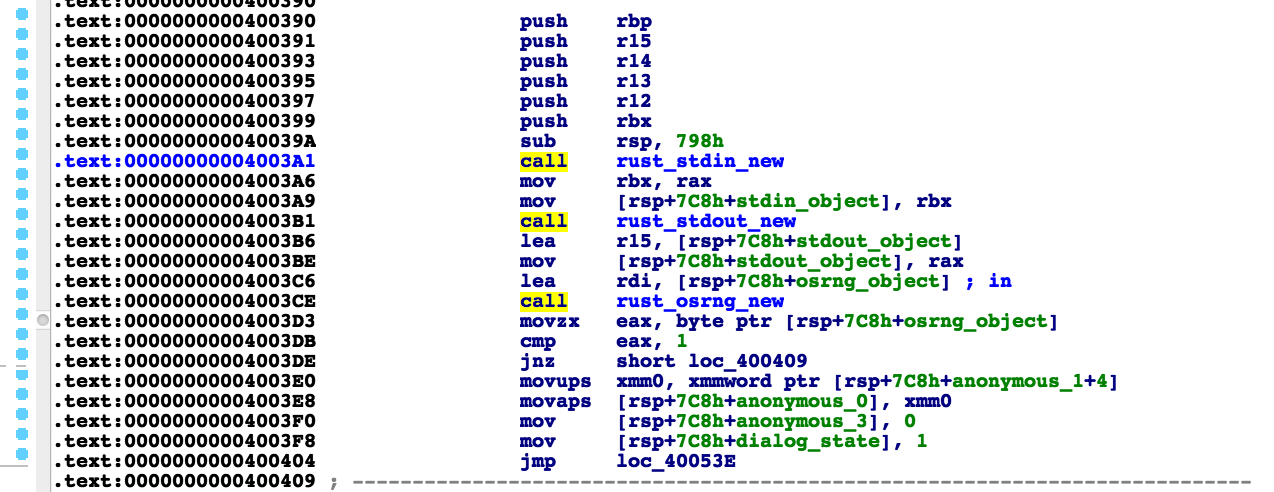 .text:0000000000400390
.text:0000000000400390 push rbp
.text:0000000000400391 push r15
.text:0000000000400393 push r14
.text:0000000000400395 push r13
.text:0000000000400397 push r12
.text:0000000000400399 push rbx
.text:000000000040039A sub rsp, 798h
.text:00000000004003A1 call rust_stdin_new
.text:00000000004003A6 mov rbx, rax
.text:00000000004003A9 mov [rsp+7C8h+stdin_object], rbx
.text:00000000004003B1 call rust_stdout_new
.text:00000000004003B6 lea r15, [rsp+7C8h+stdout_object]
.text:00000000004003BE mov [rsp+7C8h+stdout_object], rax
.text:00000000004003C6 lea rdi, [rsp+7C8h+osrng_object] ; in
.text:00000000004003CE call rust_osrng_new
.text:00000000004003D3 movzx eax, byte ptr [rsp+7C8h+osrng_object]
.text:00000000004003DB cmp eax, 1
.text:00000000004003DE jnz short loc_400409
.text:00000000004003E0 movups xmm0, xmmword ptr [rsp+7C8h+anonymous_1+4]
.text:00000000004003E8 movaps [rsp+7C8h+anonymous_0], xmm0
.text:00000000004003F0 mov [rsp+7C8h+anonymous_3], 0
.text:00000000004003F8 mov [rsp+7C8h+dialog_state], 1
.text:0000000000400404 jmp loc_40053E
.text:0000000000400409 ; ---------------------------------------------------------------------------